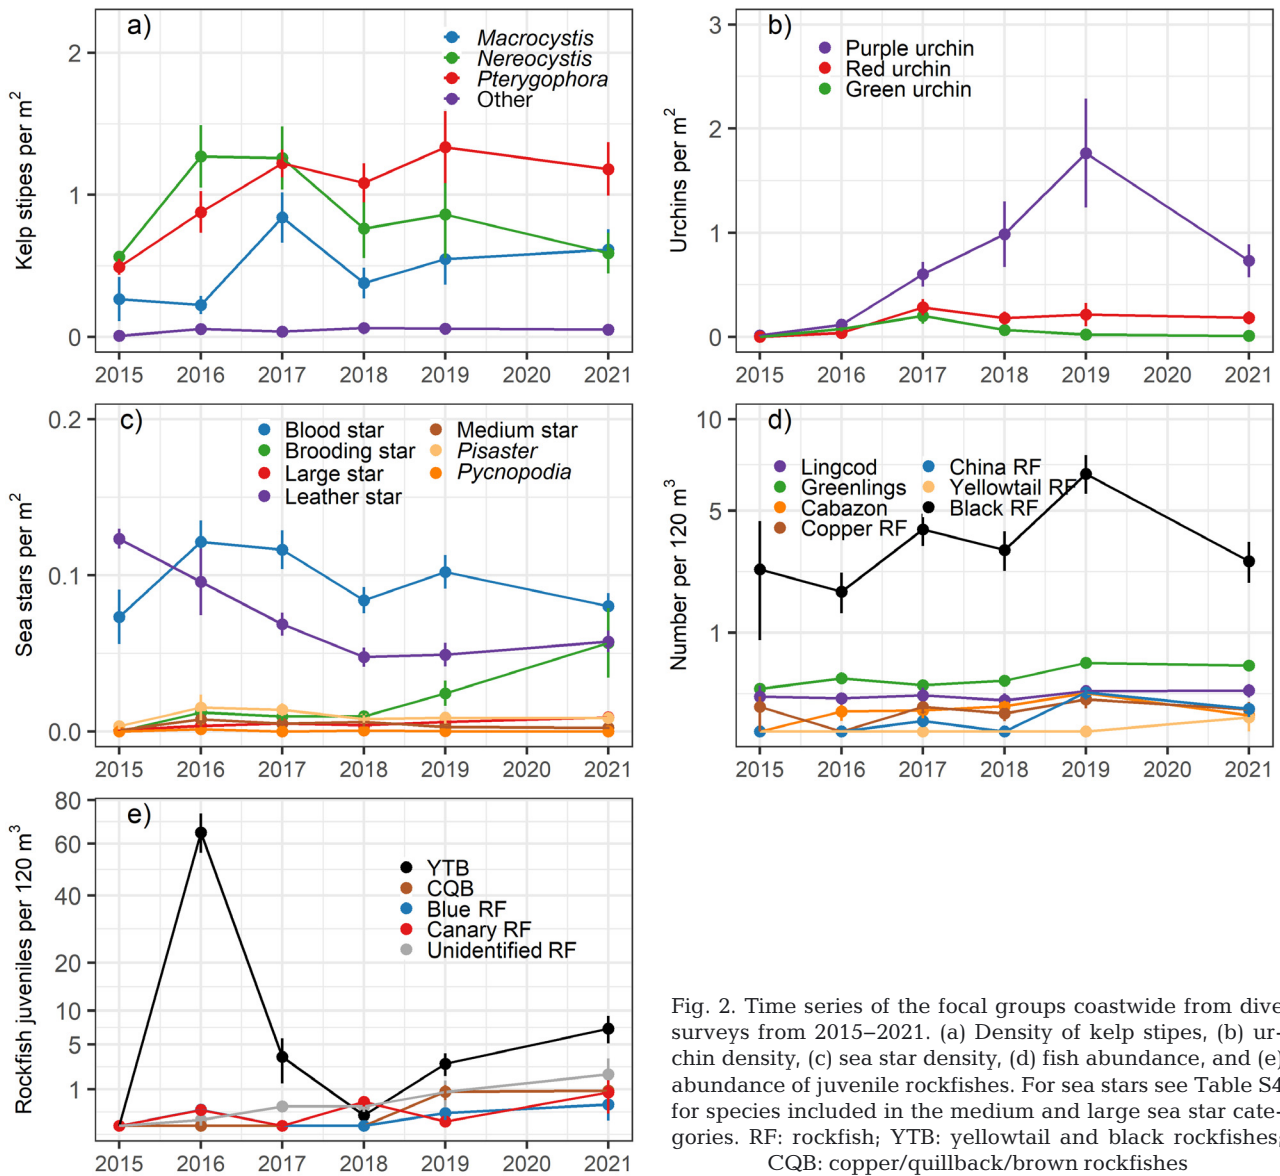 a)
Macrocystis
Nereocystis
Pterygophora
Other
Kelp stipes per m²
2
1
0
2015 2016 2017 2018 2019 2020 2021
b)
Purple urchin
Red urchin
Green urchin
Urchins per m²
3
2
1
0
2015 2016 2017 2018 2019 2020 2021
c)
Blood star
Brooding star
Large star
Leather star
Medium star
Pisaster
Pycnopodia
Sea stars per m²
0.2
0.1
0.0
2015 2016 2017 2018 2019 2020 2021
d)
Lingcod
Greenlings
Cabazon
Copper RF
China RF
Yellowtail RF
Black RF
Number per 120 m³
10
5
1
2015 2016 2017 2018 2019 2020 2021
e)
YTB
CQB
Blue RF
Canary RF
Unidentified RF
Rockfish juveniles per 120 m³
80
60
40
20
10
5
1
2015 2016 2017 2018 2019 2020 2021
Fig. 2. Time series of the focal groups coastwide from dive
surveys from 2015–2021. (a) Density of kelp stipes, (b) ur-
chin density, (c) sea star density, (d) fish abundance, and (e)
abundance of juvenile rockfishes. For sea stars see Table S4
for species included in the medium and large sea star cate-
gories. RF: rockfish; YTB: yellowtail and black rockfishes;
CQB: copper/quillback/brown rockfishes